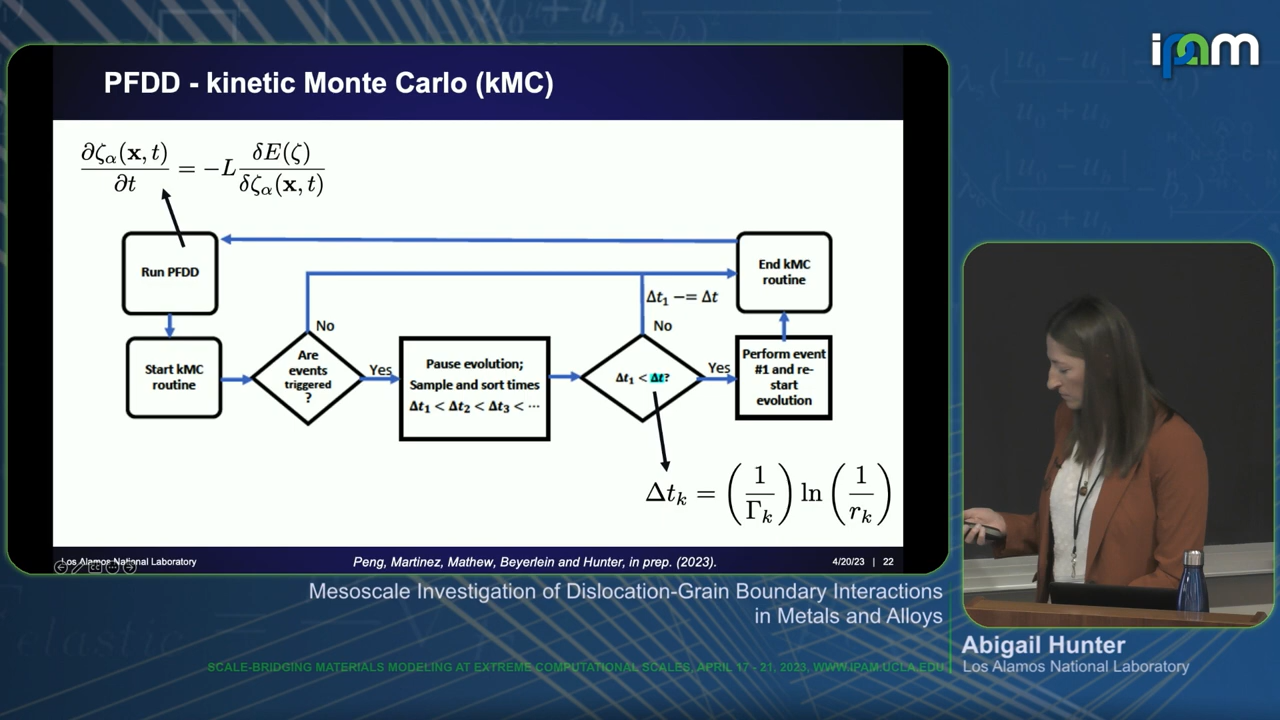 ipam
PFDD - kinetic Monte Carlo (kMC)
∂ζα(x, t)
∂t
= −L
δE(ζ)
δζα(x, t)
Run PFDD
End kMC
routine
Δt₁ −= Δt
No
No
Start kMC
routine
Are
events
triggered
?
Yes
Pause evolution;
Sample and sort times
Δt₁ < Δt₂ < Δt₃ < ⋯
Δt₁ < Δt?
Yes
Perform event
#1 and re-
start
evolution
Δtₖ = (1/Γₖ) ln (1/rₖ)
Los Alamos National Laboratory
Peng, Martinez, Mathew, Beyerlein and Hunter, in prep. (2023).
4/20/23 | 22
Mesoscale Investigation of Dislocation-Grain Boundary Interactions
in Metals and Alloys
Abigail Hunter
Los Alamos National Laboratory
SCALE-BRIDGING MATERIALS MODELING AT EXTREME COMPUTATIONAL SCALES, APRIL 17 - 21, 2023, WWW.IPAM.UCLA.EDU